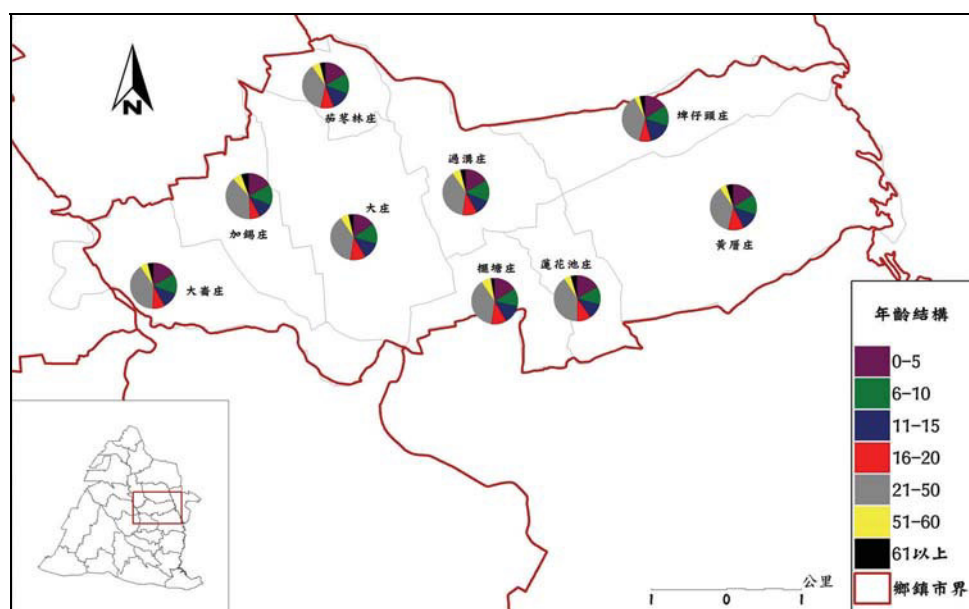 N
茄苳林庄
埤仔頭庄
過溝庄
大庄
加錫庄
黃厝庄
蓮花池庄
擺塘庄
大崙庄
年齡結構
0-5
6-10
11-15
16-20
21-50
51-60
61以上
鄉鎮市界
公里
1 0 1